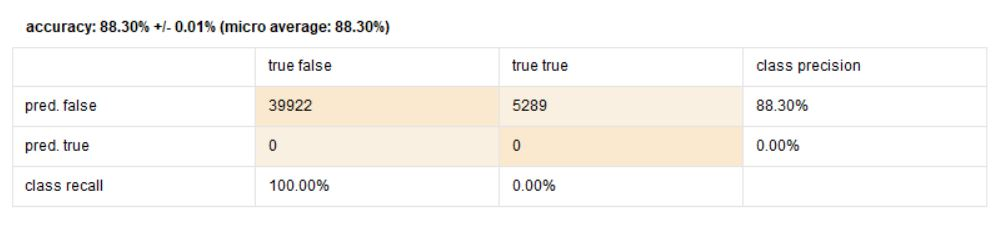 accuracy: 88.30% +/- 0.01% (micro average: 88.30%)
true false true true class precision
pred. false 39922 5289 88.30%
pred. true 0 0 0.00%
class recall 100.00% 0.00%